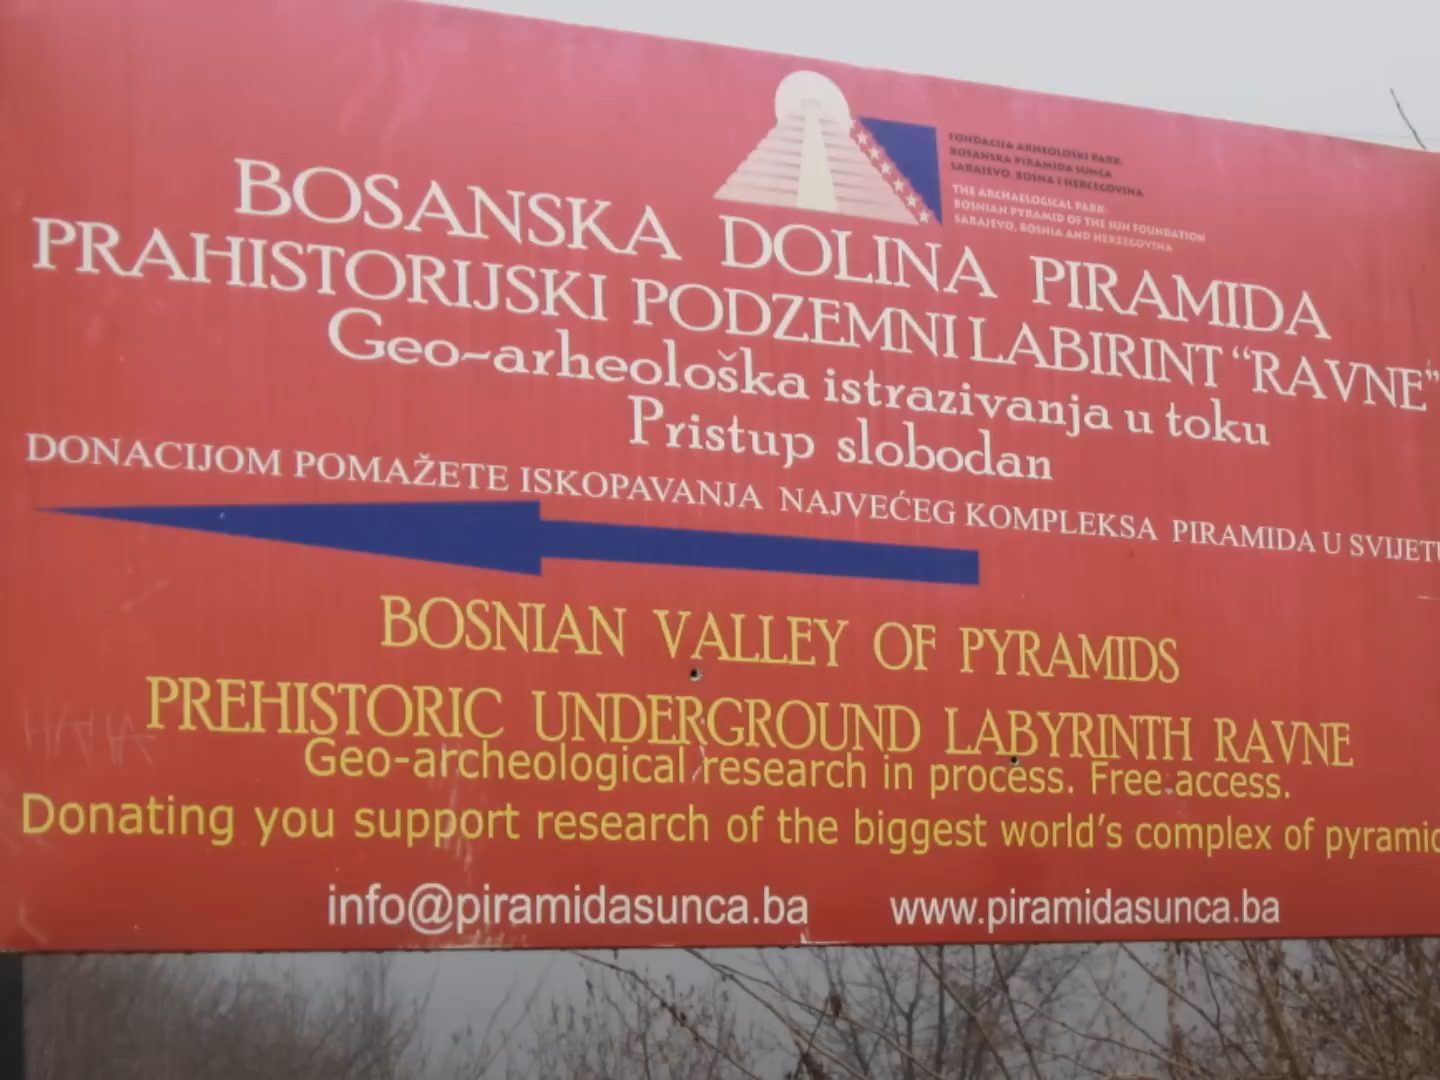 FONDACIJA ARHEOLOŠKI PARK:
BOSANSKA PIRAMIDA SUNCA
SARAJEVO, BOSNA I HERCEGOVINA
THE ARCHAELOGICAL PARK:
BOSNIAN PYRAMID OF THE SUN FOUNDATION
SARAJEVO, BOSNIA AND HERZEGOVINA
BOSANSKA DOLINA PIRAMIDA
PRAHISTORIJSKI PODZEMNI LABIRINT “RAVNE”
Geo-arheološka istrazivanja u toku
Pristup slobodan
DONACIJOM POMAŽETE ISKOPAVANJA NAJVEĆEG KOMPLEKSA PIRAMIDA U SVIJETU
BOSNIAN VALLEY OF PYRAMIDS
PREHISTORIC UNDERGROUND LABYRINTH RAVNE
Geo-archeological research in process. Free access.
Donating you support research of the biggest world’s complex of
info@piramidasunca.ba www.piramidasunca.ba